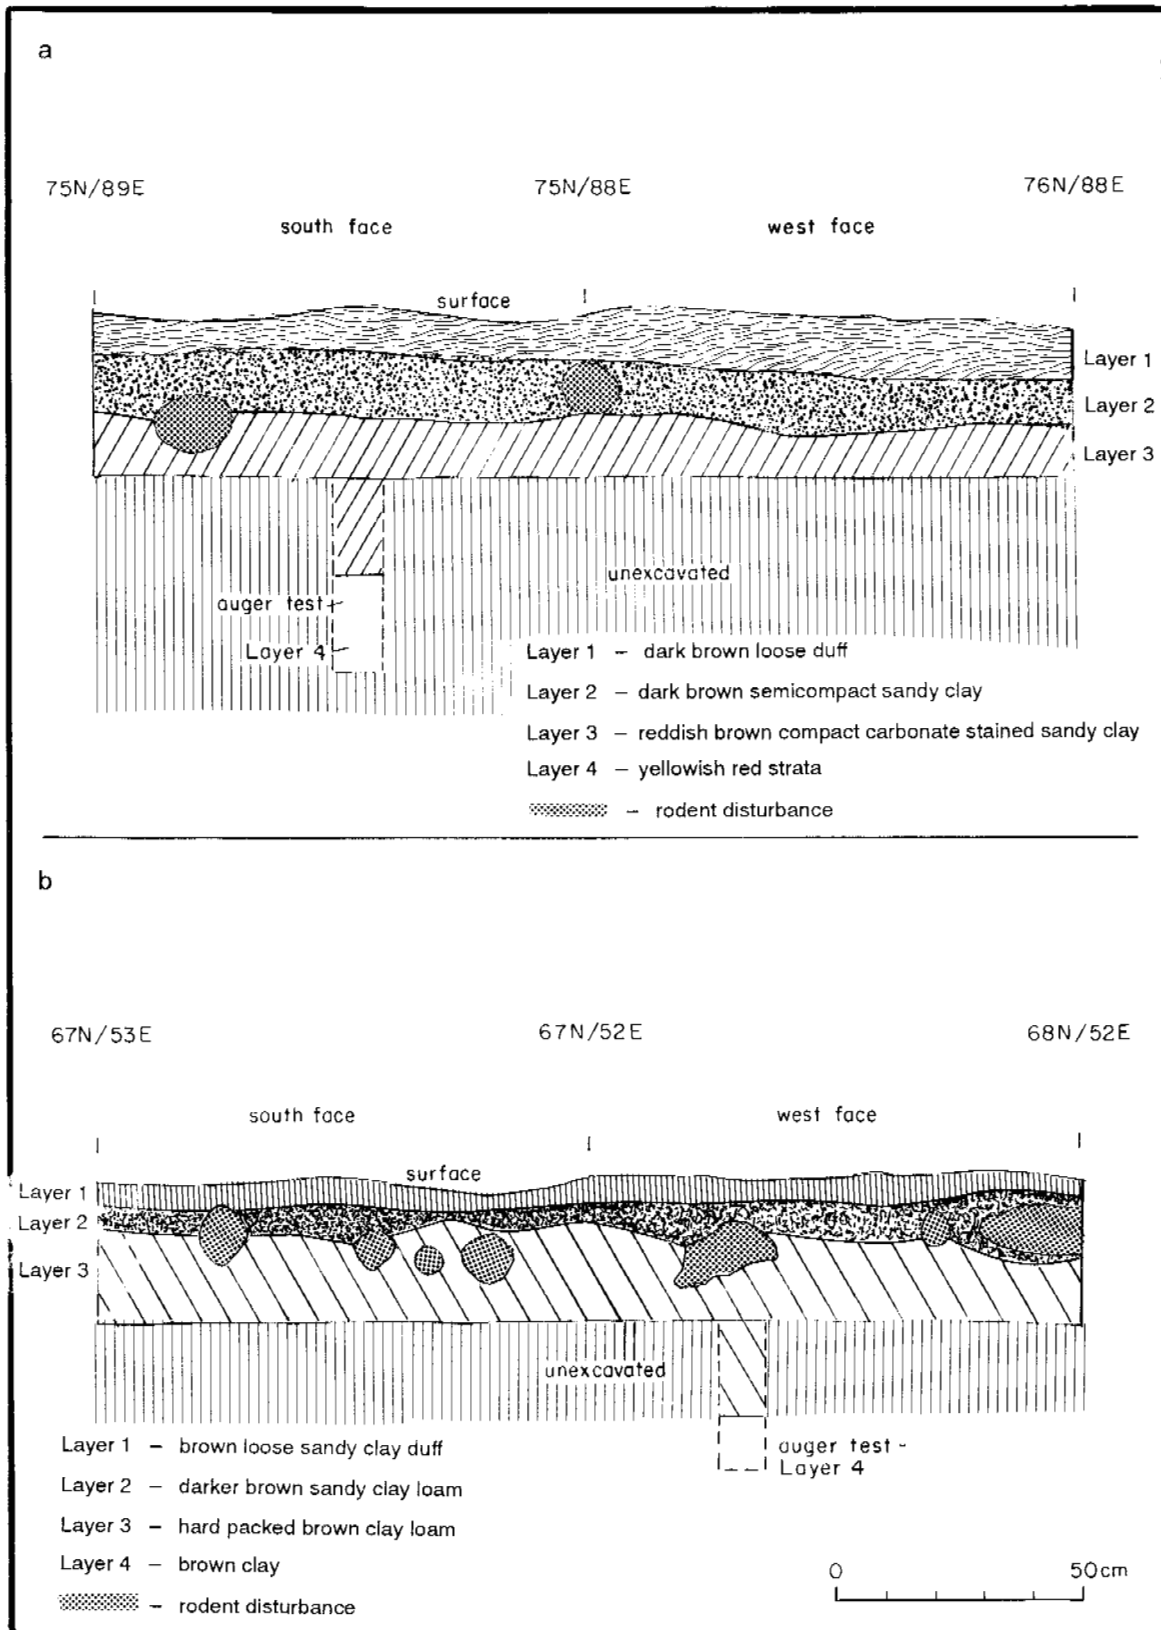 a
75N/89E 75N/88E 76N/88E
south face west face
surface
Layer 1
Layer 2
Layer 3
unexcavated
auger test
Layer 4
Layer 1 – dark brown loose duff
Layer 2 – dark brown semicompact sandy clay
Layer 3 – reddish brown compact carbonate stained sandy clay
Layer 4 – yellowish red strata
– rodent disturbance
b
67N/53E 67N/52E 68N/52E
south face west face
surface
Layer 1
Layer 2
Layer 3
unexcavated
auger test -
Layer 4
Layer 1 – brown loose sandy clay duff
Layer 2 – darker brown sandy clay loam
Layer 3 – hard packed brown clay loam
Layer 4 – brown clay
– rodent disturbance
0 50cm